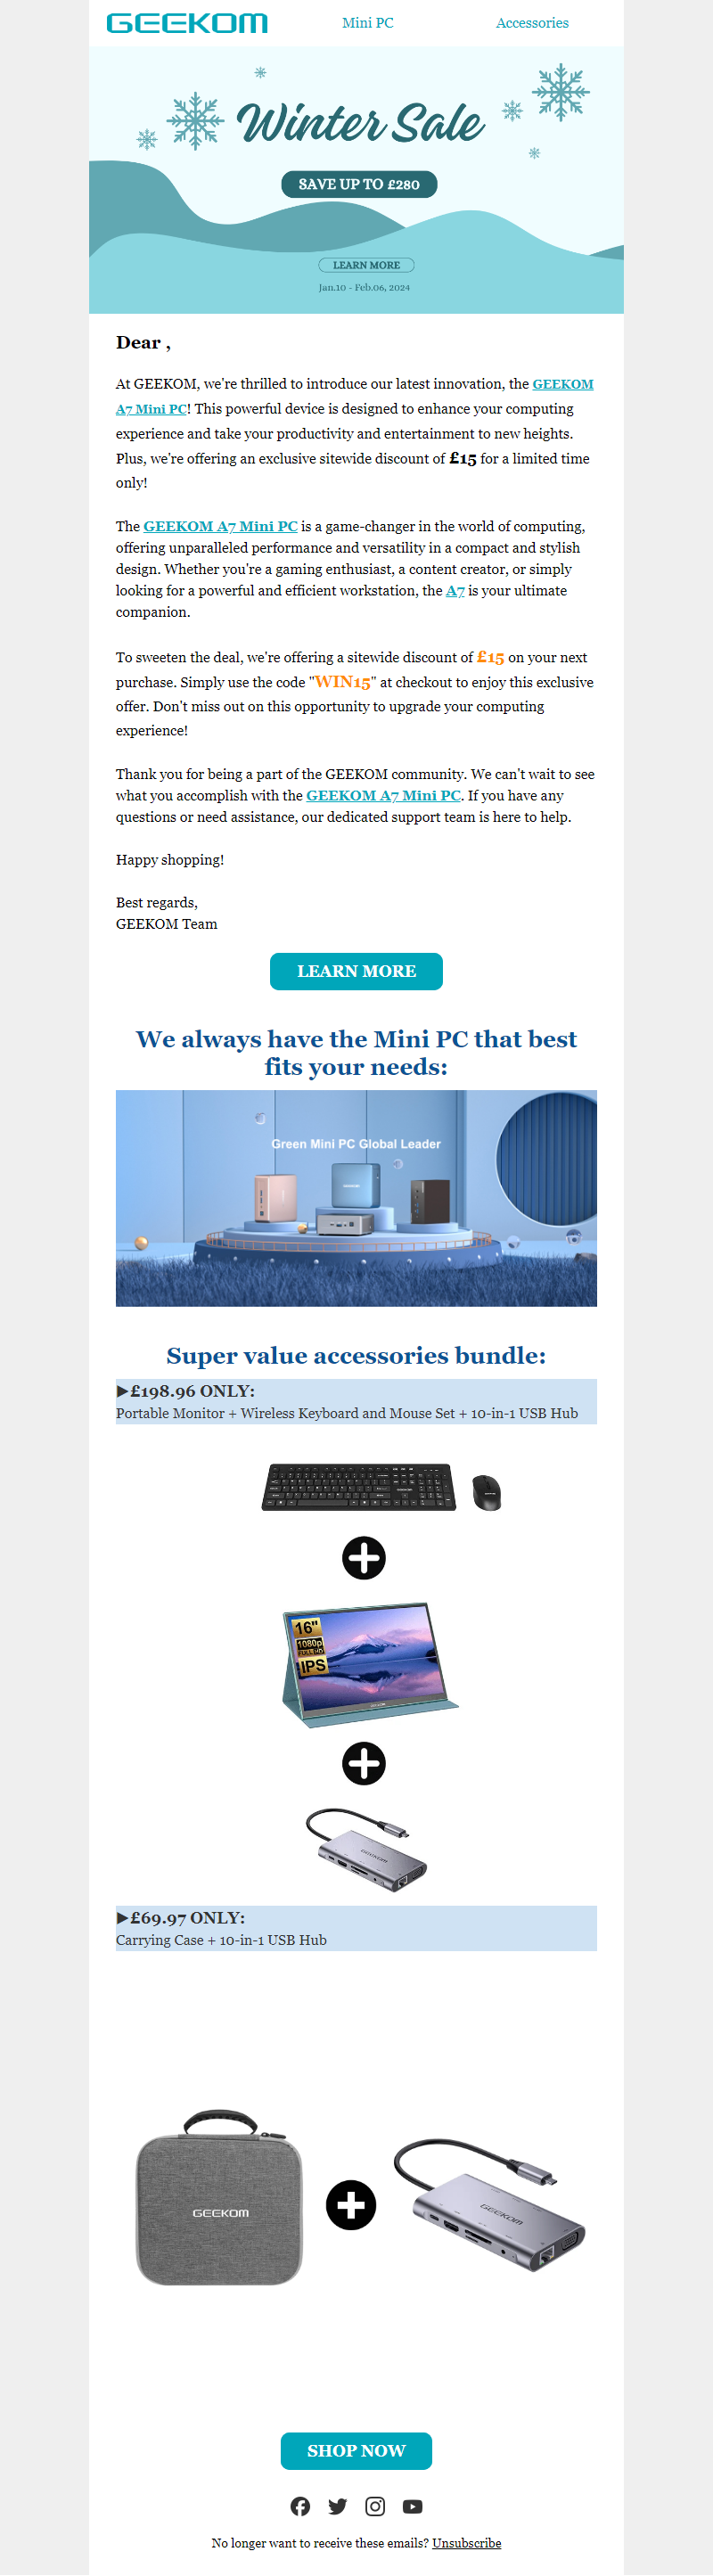 GEEKOM
Mini PC
Accessories
Winter Sale
SAVE UP TO £280
LEARN MORE
Jan.10 - Feb.06, 2024
Dear ,
At GEEKOM, we're thrilled to introduce our latest innovation, the GEEKOM
A7 Mini PC! This powerful device is designed to enhance your computing
experience and take your productivity and entertainment to new heights.
Plus, we're offering an exclusive sitewide discount of £15 for a limited time
only!
The GEEKOM A7 Mini PC is a game-changer in the world of computing,
offering unparalleled performance and versatility in a compact and stylish
design. Whether you're a gaming enthusiast, a content creator, or simply
looking for a powerful and efficient workstation, the A7 is your ultimate
companion.
To sweeten the deal, we're offering a sitewide discount of £15 on your next
purchase. Simply use the code "WIN15" at checkout to enjoy this exclusive
offer. Don't miss out on this opportunity to upgrade your computing
experience!
Thank you for being a part of the GEEKOM community. We can't wait to see
what you accomplish with the GEEKOM A7 Mini PC. If you have any
questions or need assistance, our dedicated support team is here to help.
Happy shopping!
Best regards,
GEEKOM Team
LEARN MORE
We always have the Mini PC that best
fits your needs:
Green Mini PC Global Leader
GEEKOM
Super value accessories bundle:
▶£198.96 ONLY:
Portable Monitor + Wireless Keyboard and Mouse Set + 10-in-1 USB Hub
16"
1080p
FULL HD
IPS
GEEKOM
▶£69.97 ONLY:
Carrying Case + 10-in-1 USB Hub
GEEKOM
GEEKOM
SHOP NOW
No longer want to receive these emails? Unsubscribe